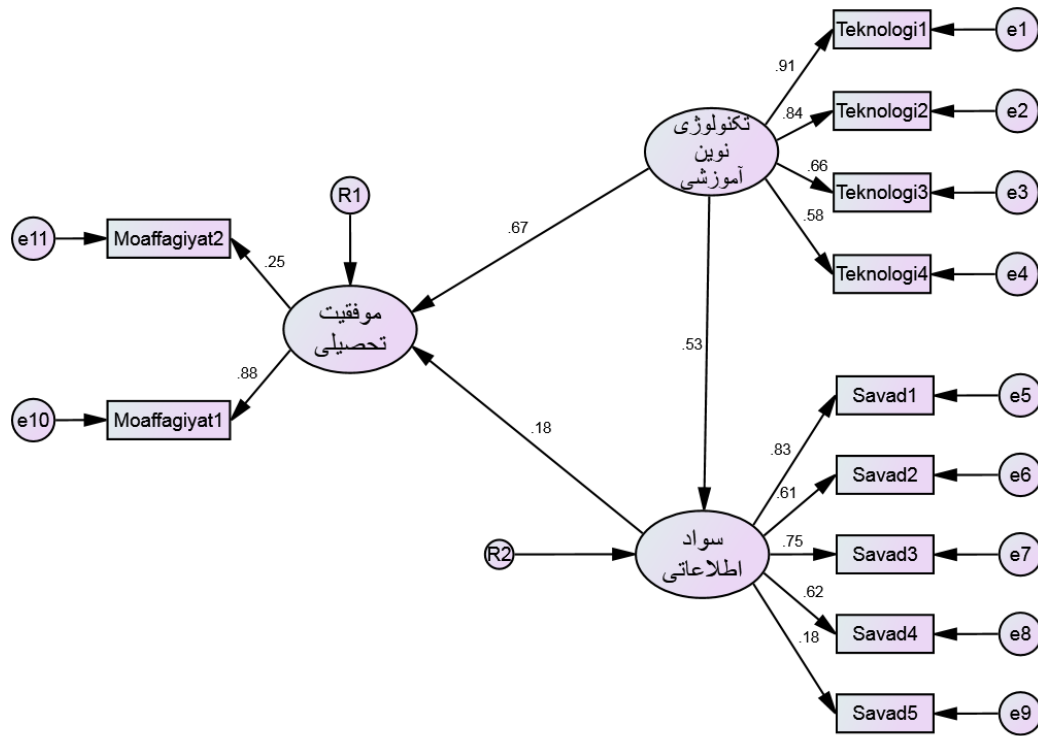 Teknologi1
e1
.91
تکنولوژی
نوین
آموزشی
.84
Teknologi2
e2
.66
Teknologi3
e3
.58
Teknologi4
e4
R1
.67
e11
Moaffagiyat2
.25
موفقیت
تحصیلی
.88
e10
Moaffagiyat1
.53
.18
Savad1
e5
.83
Savad2
e6
.61
R2
سواد
اطلاعاتی
.75
Savad3
e7
.62
Savad4
e8
.18
Savad5
e9